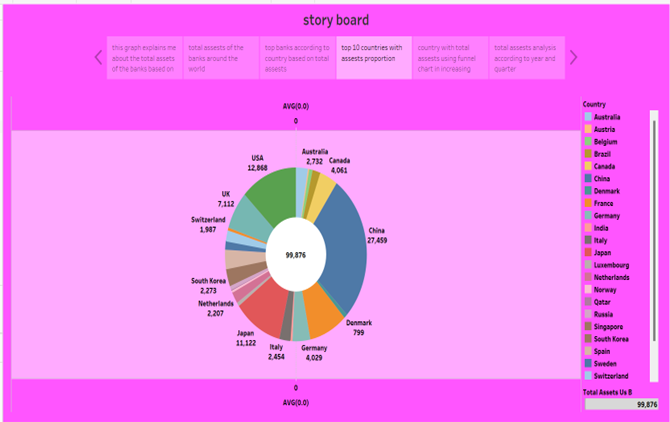 story board
this graph explains me
about the total assets
of the banks based on
total assests of the
banks around the
world
top banks according to
country based on total
assests
top 10 countries with
assests proportion
country with total
assests using funnel
chart in increasing
total assests analysis
according to year and
quarter
AVG(0.0)
0
USA
12,868
Australia
2,732
Canada
4,061
UK
7,112
Switzerland
1,987
China
27,459
99,876
South Korea
2,273
Netherlands
2,207
Denmark
799
Japan
11,122
Italy
2,454
Germany
4,029
0
AVG(0.0)
Country
Australia
Austria
Belgium
Brazil
Canada
China
Denmark
France
Germany
India
Italy
Japan
Luxembourg
Netherlands
Norway
Qatar
Russia
Singapore
South Korea
Spain
Sweden
Switzerland
Total Assets Us B
99,876